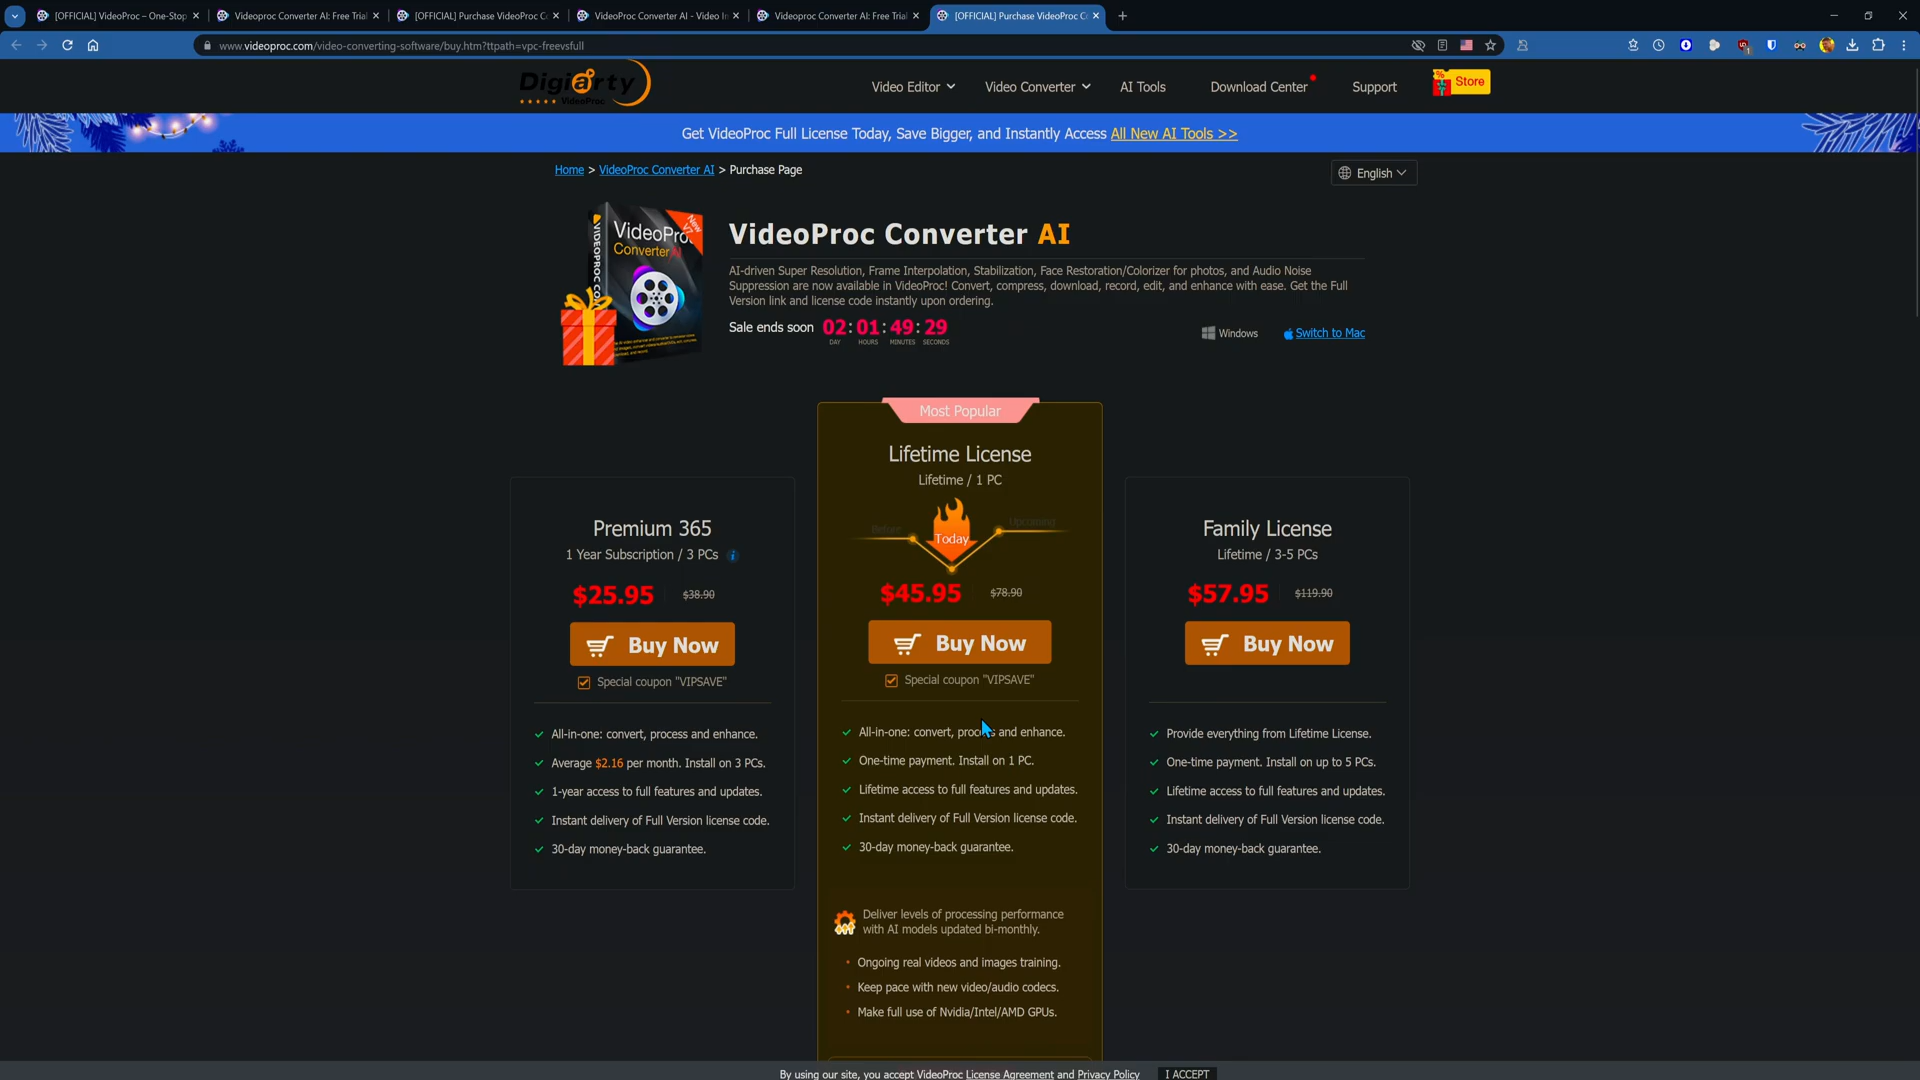 [OFFICIAL] VideoProc – One-Stop
Videoproc Converter AI: Free Trial
[OFFICIAL] Purchase VideoProc C
VideoProc Converter AI - Video
Videoproc Converter AI: Free Trial
[OFFICIAL] Purchase VideoProc C
www.videoproc.com/video-converting-software/buy.htm?ttpath=vpc-freevsfull
Digiarty
VideoProc
Video Editor
Video Converter
AI Tools
Download Center
Support
% Store
Get VideoProc Full License Today, Save Bigger, and Instantly Access All New AI Tools >>
Home > VideoProc Converter AI > Purchase Page
English
New
VideoProc
Converter AI
VideoProc Converter AI
AI-driven Super Resolution, Frame Interpolation, Stabilization, Face Restoration/Colorizer for photos, and Audio Noise
Suppression are now available in VideoProc! Convert, compress, download, record, edit, and enhance with ease. Get the Full
Version link and license code instantly upon ordering.
Sale ends soon 02 : 01 : 49 : 29
DAY HOURS MINUTES SECONDS
Windows
Switch to Mac
Most Popular
Lifetime License
Lifetime / 1 PC
Before
Today
Upcoming
$45.95 $78.90
Buy Now
Special coupon "VIPSAVE"
All-in-one: convert, process and enhance.
One-time payment. Install on 1 PC.
Lifetime access to full features and updates.
Instant delivery of Full Version license code.
30-day money-back guarantee.
Deliver levels of processing performance
with AI models updated bi-monthly.
Ongoing real videos and images training.
Keep pace with new video/audio codecs.
Make full use of Nvidia/Intel/AMD GPUs.
Premium 365
1 Year Subscription / 3 PCs
$25.95 $38.90
Buy Now
Special coupon "VIPSAVE"
All-in-one: convert, process and enhance.
Average $2.16 per month. Install on 3 PCs.
1-year access to full features and updates.
Instant delivery of Full Version license code.
30-day money-back guarantee.
Family License
Lifetime / 3-5 PCs
$57.95 $119.90
Buy Now
Provide everything from Lifetime License.
One-time payment. Install on up to 5 PCs.
Lifetime access to full features and updates.
Instant delivery of Full Version license code.
30-day money-back guarantee.
By using our site, you accept VideoProc License Agreement and Privacy Policy
I ACCEPT